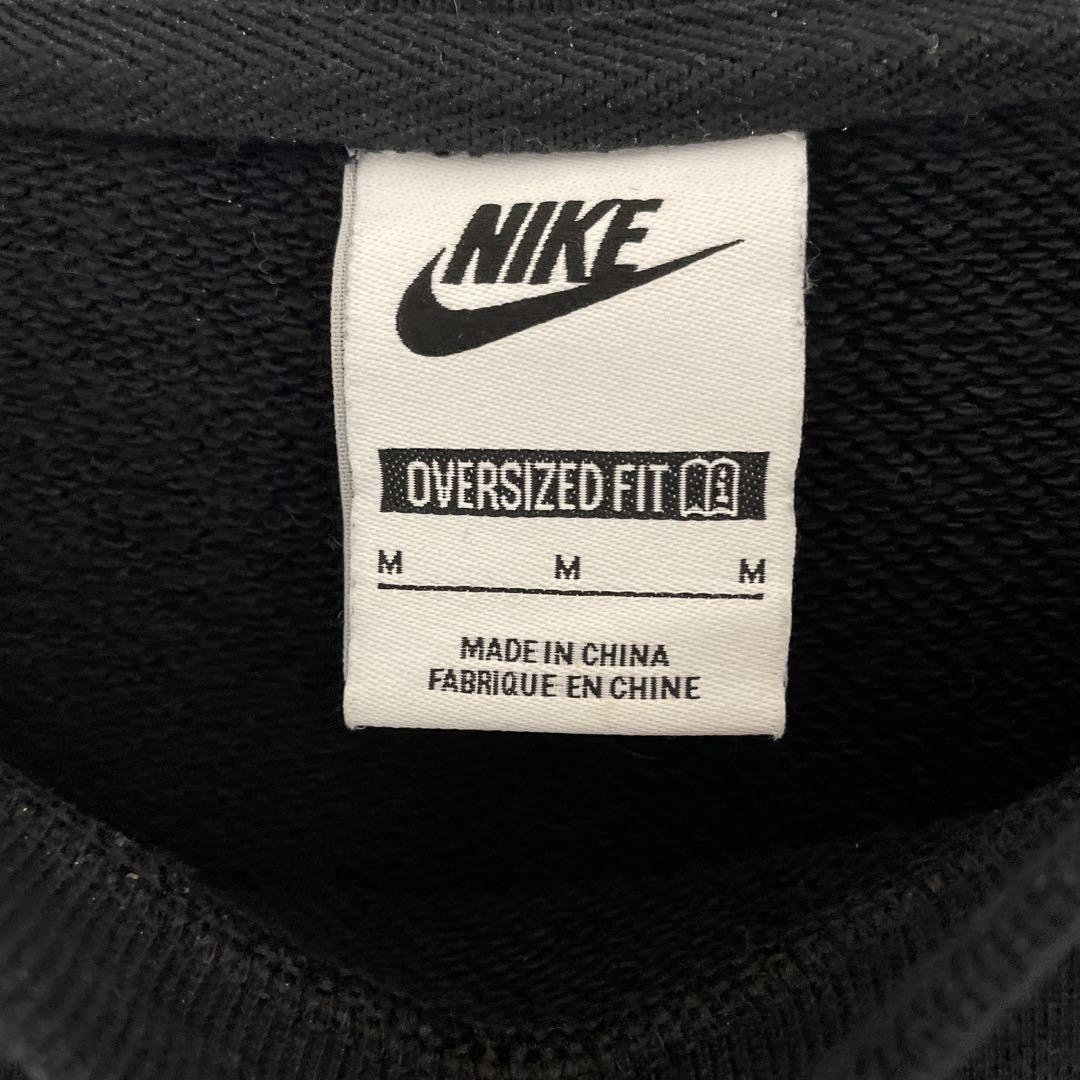 NIKE
OVERSIZED FIT
M M M
MADE IN CHINA
FABRIQUE EN CHINE